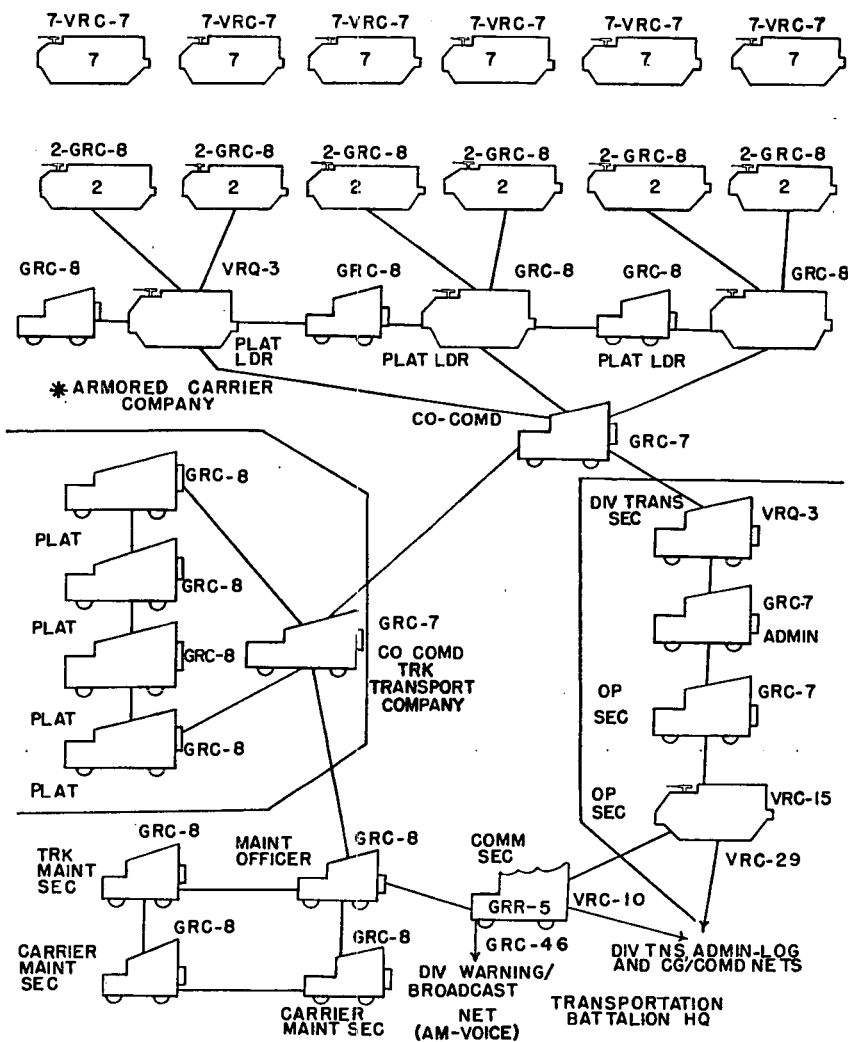 7-VRC-7 7-VRC-7 7-VRC-7 7-VRC-7 7-VRC-7 7-VRC-7
7 7 7 7 7 7
2-GRC-8 2-GRC-8 2-GRC-8 2-GRC-8 2-GRC-8 2-GRC-8
2 2 2 2 2 2
GRC-8 VRQ-3 GRC-8 GRC-8 GRC-8 GRC-8
PLAT
LDR
PLAT LDR
PLAT LDR
* ARMORED CARRIER
COMPANY
CO-COMD
GRC-7
GRC-8
PLAT
GRC-8
PLAT
GRC-8
PLAT
GRC-8
PLAT
GRC-7
CO COMD
TRK
TRANSPORT
COMPANY
DIV TRANS
SEC
VRQ-3
GRC-7
ADMIN
OP
SEC
GRC-7
OP
SEC
VRC-15
VRC-29
GRC-8
TRK
MAINT
SEC
MAINT
OFFICER
GRC-8
COMM
SEC
GRR-5
VRC-10
GRC-8
CARRIER
MAINT
SEC
GRC-8
CARRIER
MAINT SEC
GRC-46
DIV WARNING/
BROADCAST
NET
(AM-VOICE)
DIV TNS, ADMIN-LOG
AND CG/COMD NETS
TRANSPORTATION
BATTALION HQ